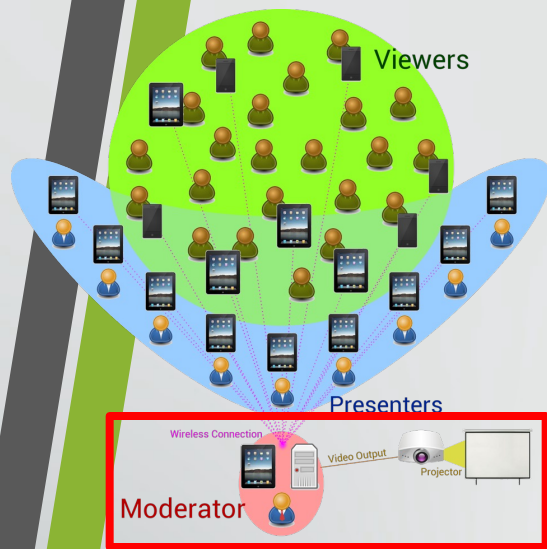 Viewers
Presenters
Wireless Connection
Video Output
Projector
Moderator